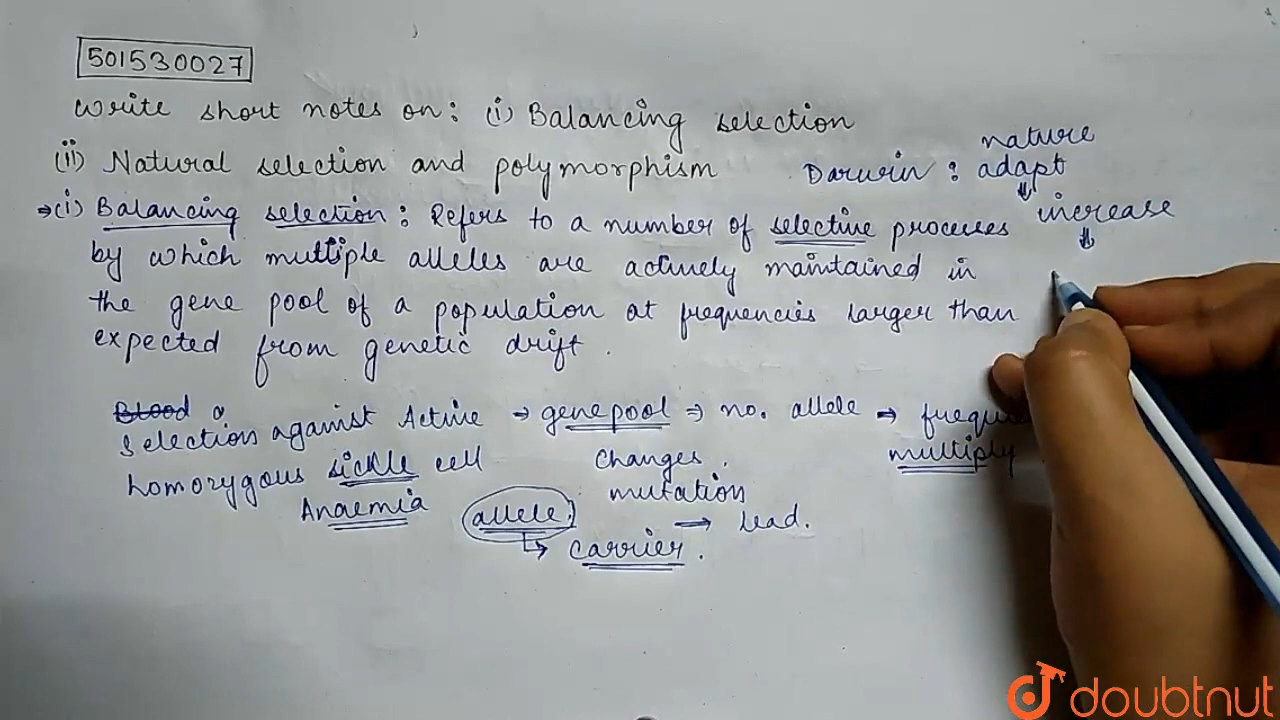 501530027
Write short notes on: (i) Balancing selection
(ii) Natural selection and polymorphism
Darwin: nature
adapt
⇓ increase
⇓
⇒(i) Balancing selection: Refers to a number of selective processes
by which multiple alleles are actively maintained in
the gene pool of a population at frequencies larger than
expected from genetic drift.
Selection against Active → gene pool ⇒ no. allele →
homozygous sickle cell
Anaemia
changes.
mutation
→ lead.
multiply
allele:
↳ carrier.
doubtnut